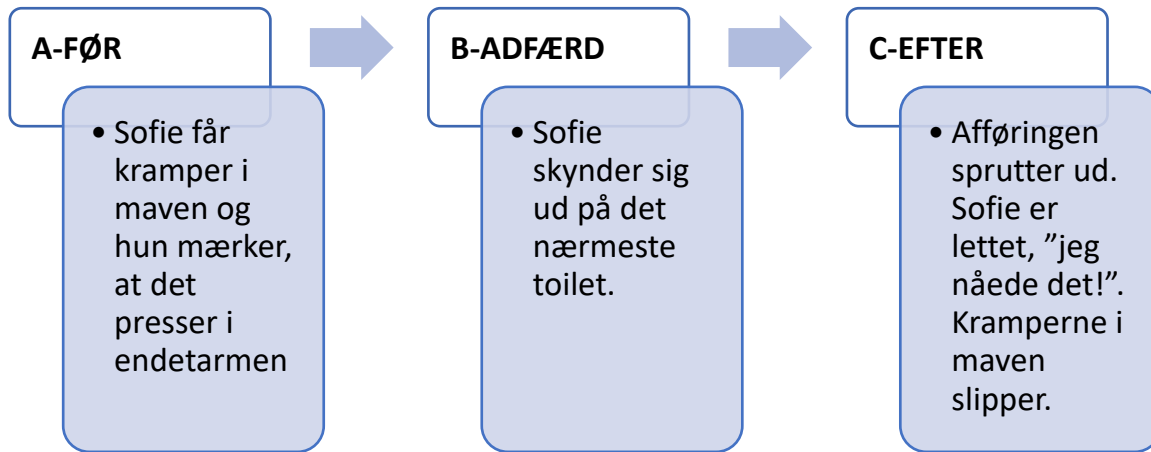 A-FØR
• Sofie får
kramper i
maven og
hun mærker,
at det
presser i
endetarmen
B-ADFÆRD
• Sofie
skynder sig
ud på det
nærmeste
toilet.
C-EFTER
• Afføringen
sprutter ud.
Sofie er
lettet, ”jeg
nåede det!”.
Kramperne i
maven
slipper.